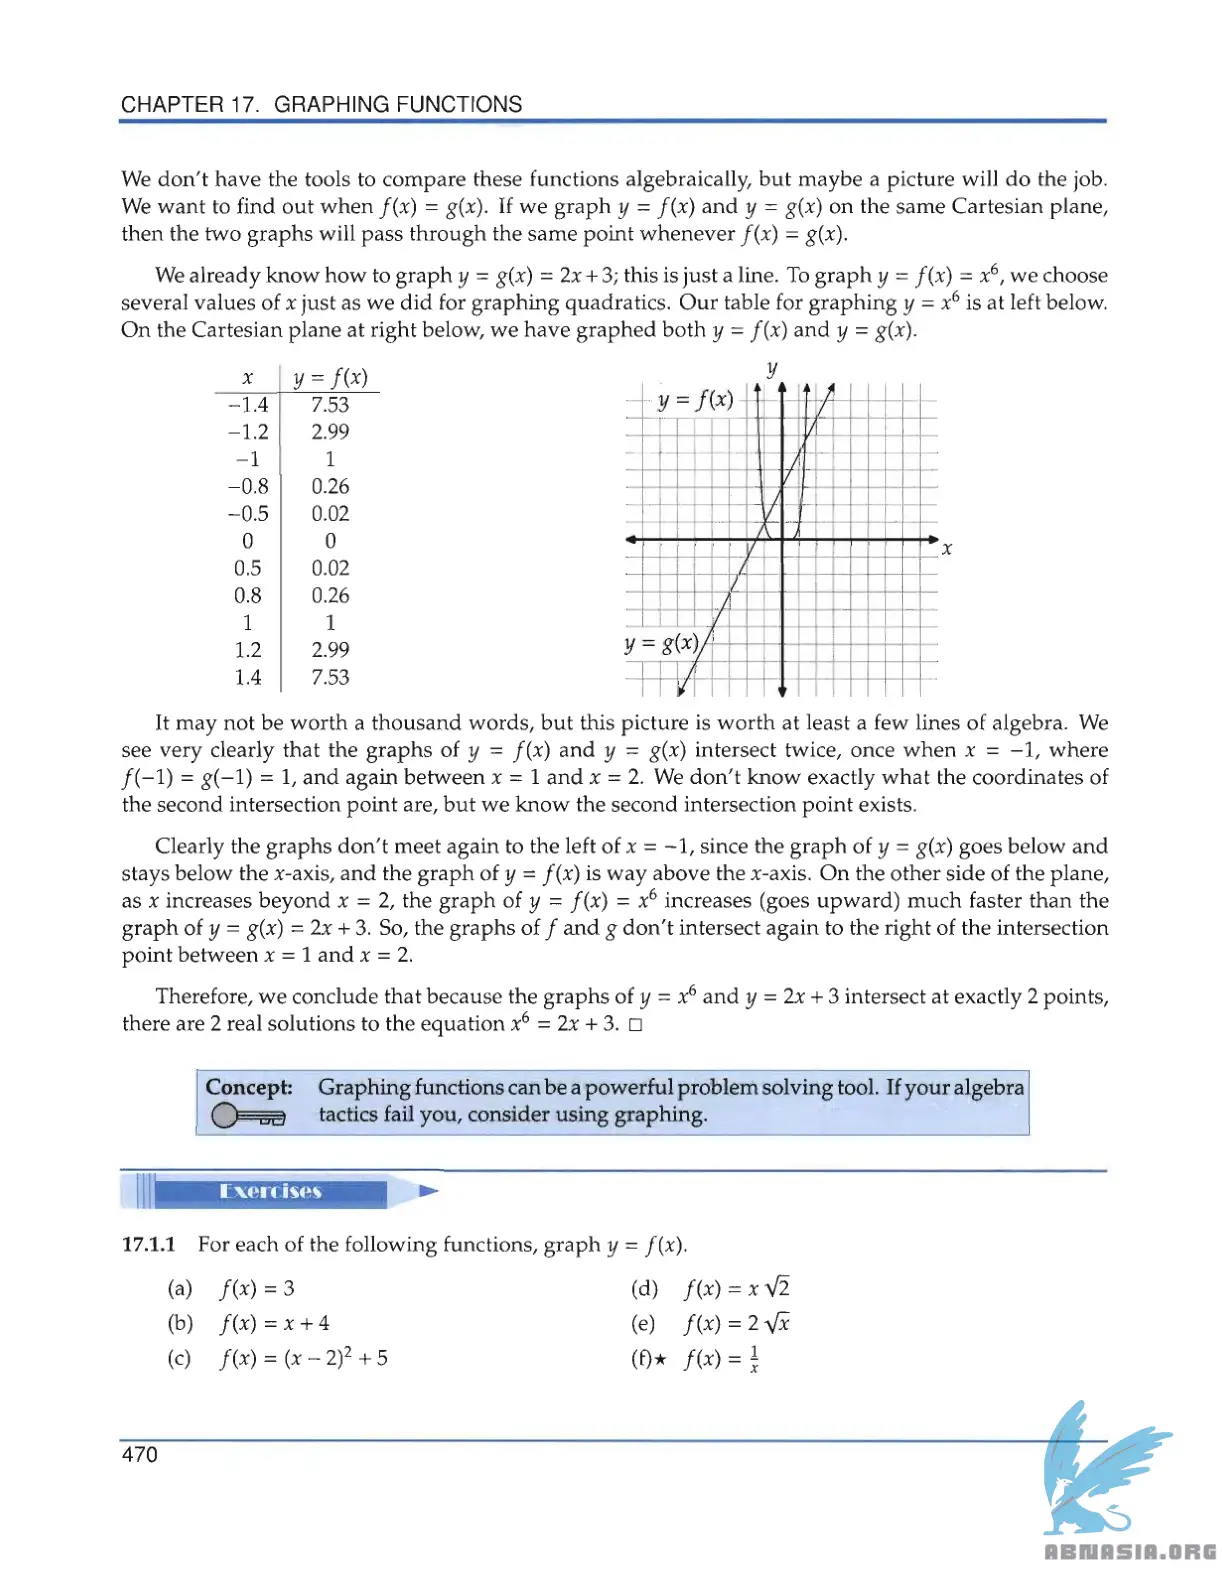 CHAPTER 17. GRAPHING FUNCTIONS
We don't have the tools to compare these functions algebraically, but maybe a picture will do the job.
We want to find out when f(x) = g(x). If we graph y = f(x) and y = g(x) on the same Cartesian plane,
then the two graphs will pass through the same point whenever f(x) = g(x).
We already know how to graph y = g(x) = 2x + 3; this is just a line. To graph y = f(x) = x⁶, we choose
several values of x just as we did for graphing quadratics. Our table for graphing y = x⁶ is at left below.
On the Cartesian plane at right below, we have graphed both y = f(x) and y = g(x).
x y = f(x)
−1.4 7.53
−1.2 2.99
−1 1
−0.8 0.26
−0.5 0.02
0 0
0.5 0.02
0.8 0.26
1 1
1.2 2.99
1.4 7.53
y
y = f(x)
x
y = g(x)
It may not be worth a thousand words, but this picture is worth at least a few lines of algebra. We
see very clearly that the graphs of y = f(x) and y = g(x) intersect twice, once when x = −1, where
f(−1) = g(−1) = 1, and again between x = 1 and x = 2. We don't know exactly what the coordinates of
the second intersection point are, but we know the second intersection point exists.
Clearly the graphs don't meet again to the left of x = −1, since the graph of y = g(x) goes below and
stays below the x-axis, and the graph of y = f(x) is way above the x-axis. On the other side of the plane,
as x increases beyond x = 2, the graph of y = f(x) = x⁶ increases (goes upward) much faster than the
graph of y = g(x) = 2x + 3. So, the graphs of f and g don't intersect again to the right of the intersection
point between x = 1 and x = 2.
Therefore, we conclude that because the graphs of y = x⁶ and y = 2x + 3 intersect at exactly 2 points,
there are 2 real solutions to the equation x⁶ = 2x + 3. □
Concept: Graphing functions can be a powerful problem solving tool. If your algebra
tactics fail you, consider using graphing.
Exercises
17.1.1 For each of the following functions, graph y = f(x).
(a) f(x) = 3
(b) f(x) = x + 4
(c) f(x) = (x − 2)² + 5
(d) f(x) = x√2
(e) f(x) = 2√x
(f)★ f(x) = 1/x
470
ABNASIA.ORG